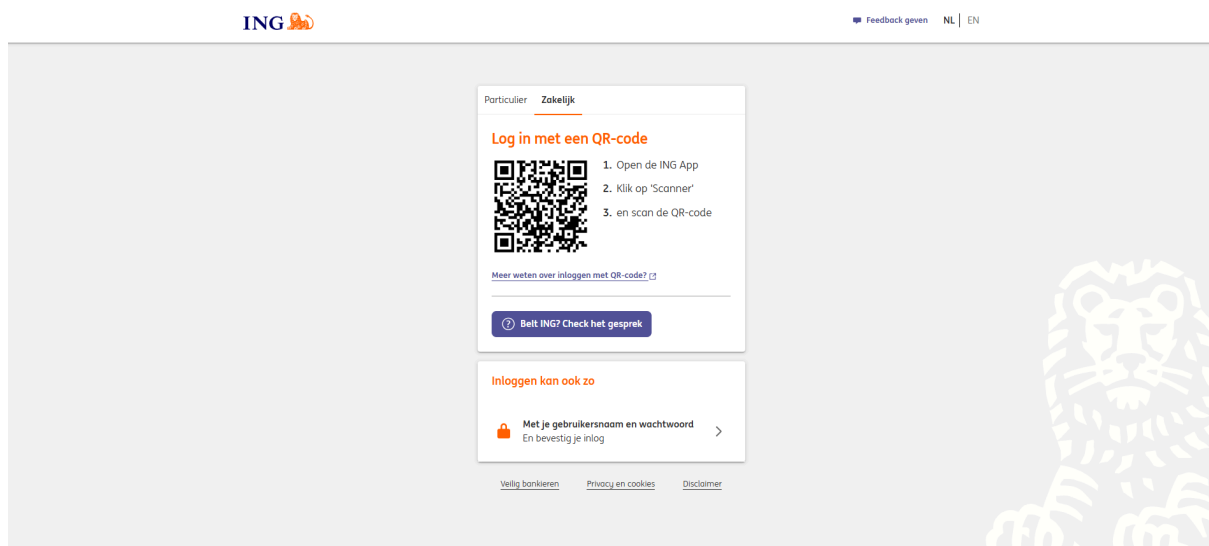 ING
Feedback geven NL EN
Particulier Zakelijk
Log in met een QR-code
1. Open de ING App
2. Klik op 'Scanner'
3. en scan de QR-code
Meer weten over inloggen met QR-code?
? Belt ING? Check het gesprek
Inloggen kan ook zo
Met je gebruikersnaam en wachtwoord
En bevestig je inlog
Veilig bankieren Privacy en cookies Disclaimer